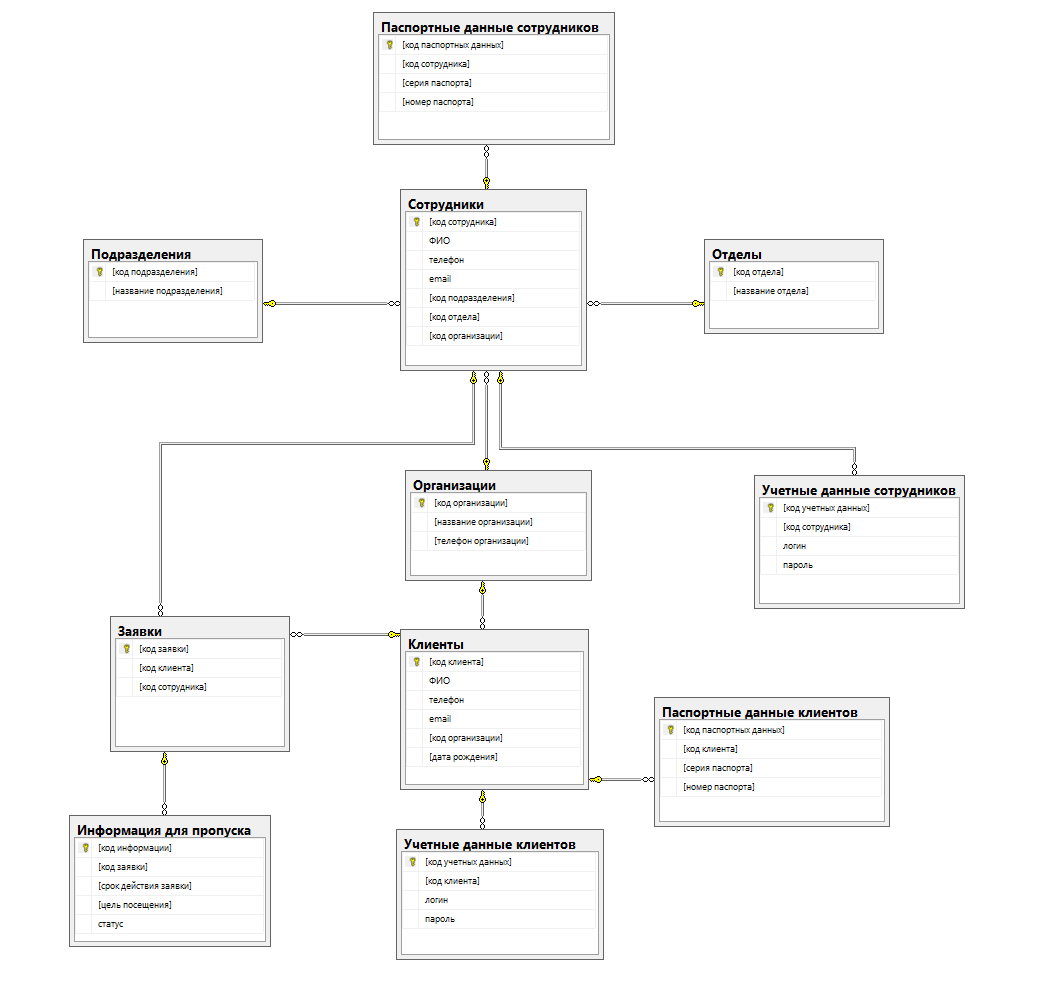 Паспортные данные сотрудников
[код паспортных данных]
[код сотрудника]
[серия паспорта]
[номер паспорта]
Сотрудники
[код сотрудника]
ФИО
телефон
email
[код подразделения]
[код отдела]
[код организации]
Подразделения
[код подразделения]
[название подразделения]
Отделы
[код отдела]
[название отдела]
Организации
[код организации]
[название организации]
[телефон организации]
Учетные данные сотрудников
[код учетных данных]
[код сотрудника]
логин
пароль
Заявки
[код заявки]
[код клиента]
[код сотрудника]
Клиенты
[код клиента]
ФИО
телефон
email
[код организации]
[дата рождения]
Паспортные данные клиентов
[код паспортных данных]
[код клиента]
[серия паспорта]
[номер паспорта]
Информация для пропуска
[код информации]
[код заявки]
[срок действия заявки]
[цель посещения]
статус
Учетные данные клиентов
[код учетных данных]
[код клиента]
логин
пароль